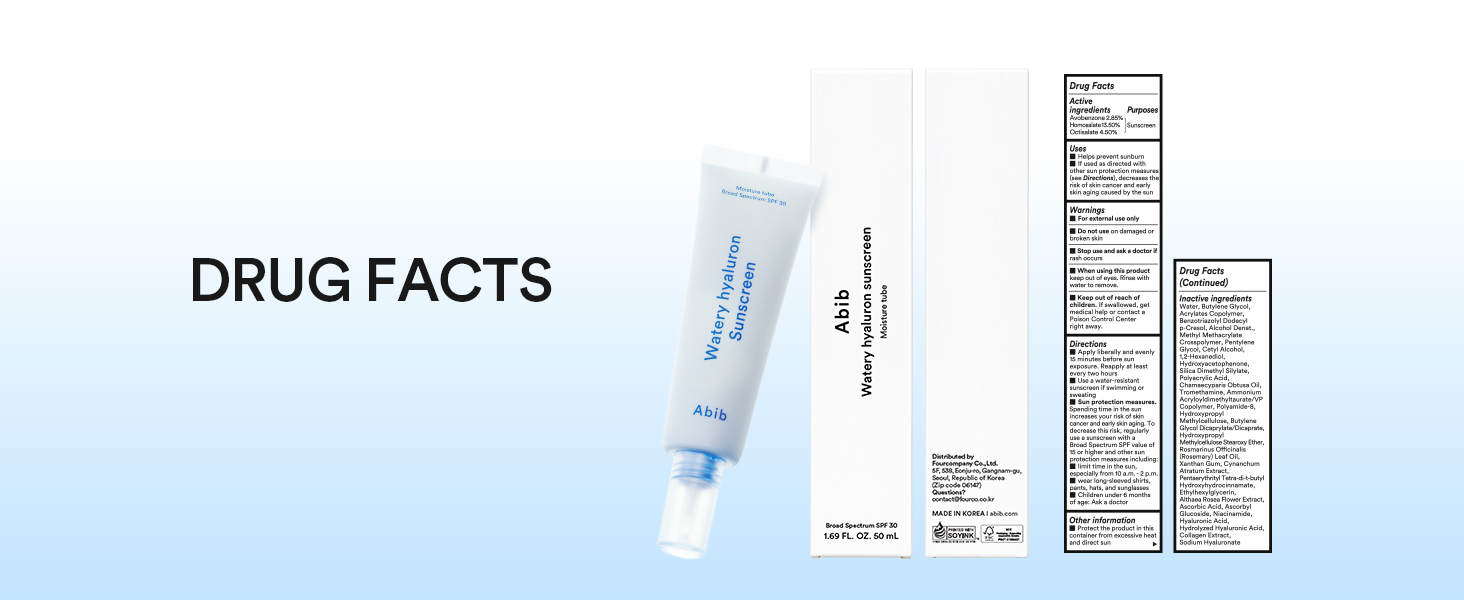 DRUG FACTS
Moisture tube
Broad Spectrum SPF 30
Watery hyaluron
Sunscreen
Abib
Abib
Watery hyaluron sunscreen
Moisture tube
Broad Spectrum SPF 30
1.69 FL. OZ. 50 mL
Distributed by
Fourcompany Co.,Ltd.
5F, 538, Eonju-ro, Gangnam-gu,
Seoul, Republic of Korea
(Zip code 06147)
Questions?
contact@fourco.co.kr
MADE IN KOREA I abib.com
PRINTED WITH
SOYINK
FSC
MIX
Drug Facts
Active
ingredients Purposes
Avobenzone 2.85%
Homosalate13.50% Sunscreen
Octisalate 4.50%
Uses
■ Helps prevent sunburn
■ If used as directed with
other sun protection measures
(see Directions), decreases the
risk of skin cancer and early
skin aging caused by the sun
Warnings
■ For external use only
■ Do not use on damaged or
broken skin
■ Stop use and ask a doctor if
rash occurs
■ When using this product
keep out of eyes. Rinse with
water to remove.
■ Keep out of reach of
children. If swallowed, get
medical help or contact a
Poison Control Center
right away.
Directions
■ Apply liberally and evenly
15 minutes before sun
exposure. Reapply at least
every two hours
■ Use a water-resistant
sunscreen if swimming or
sweating
■ Sun protection measures.
Spending time in the sun
increases your risk of skin
cancer and early skin aging. To
decrease this risk, regularly
use a sunscreen with a
Broad Spectrum SPF value of
15 or higher and other sun
protection measures including:
■ limit time in the sun,
especially from 10 a.m. - 2 p.m.
■ wear long-sleeved shirts,
pants, hats, and sunglasses
■ Children under 6 months
of age: Ask a doctor
Other information
■ Protect the product in this
container from excessive heat
and direct sun
Drug Facts
(Continued)
Inactive ingredients
Water, Butylene Glycol,
Acrylates Copolymer,
Benzotriazolyl Dodecyl
p-Cresol, Alcohol Denat.,
Methyl Methacrylate
Crosspolymer, Pentylene
Glycol, Cetyl Alcohol,
1,2-Hexanediol,
Hydroxyacetophenone,
Silica Dimethyl Silylate,
Polyacrylic Acid,
Chamaecyparis Obtusa Oil,
Tromethamine, Ammonium
Acryloyldimethyltaurate/VP
Copolymer, Polyamide-8,
Hydroxypropyl
Methylcellulose, Butylene
Glycol Dicaprylate/Dicaprate,
Hydroxypropyl
Methylcellulose Stearoxy Ether,
Rosmarinus Officinalis
(Rosemary) Leaf Oil,
Xanthan Gum, Cynanchum
Atratum Extract,
Pentaerythrityl Tetra-di-t-butyl
Hydroxyhydrocinnamate,
Ethylhexylglycerin,
Althaea Rosea Flower Extract,
Ascorbic Acid, Ascorbyl
Glucoside, Niacinamide,
Hyaluronic Acid,
Hydrolyzed Hyaluronic Acid,
Collagen Extract,
Sodium Hyaluronate